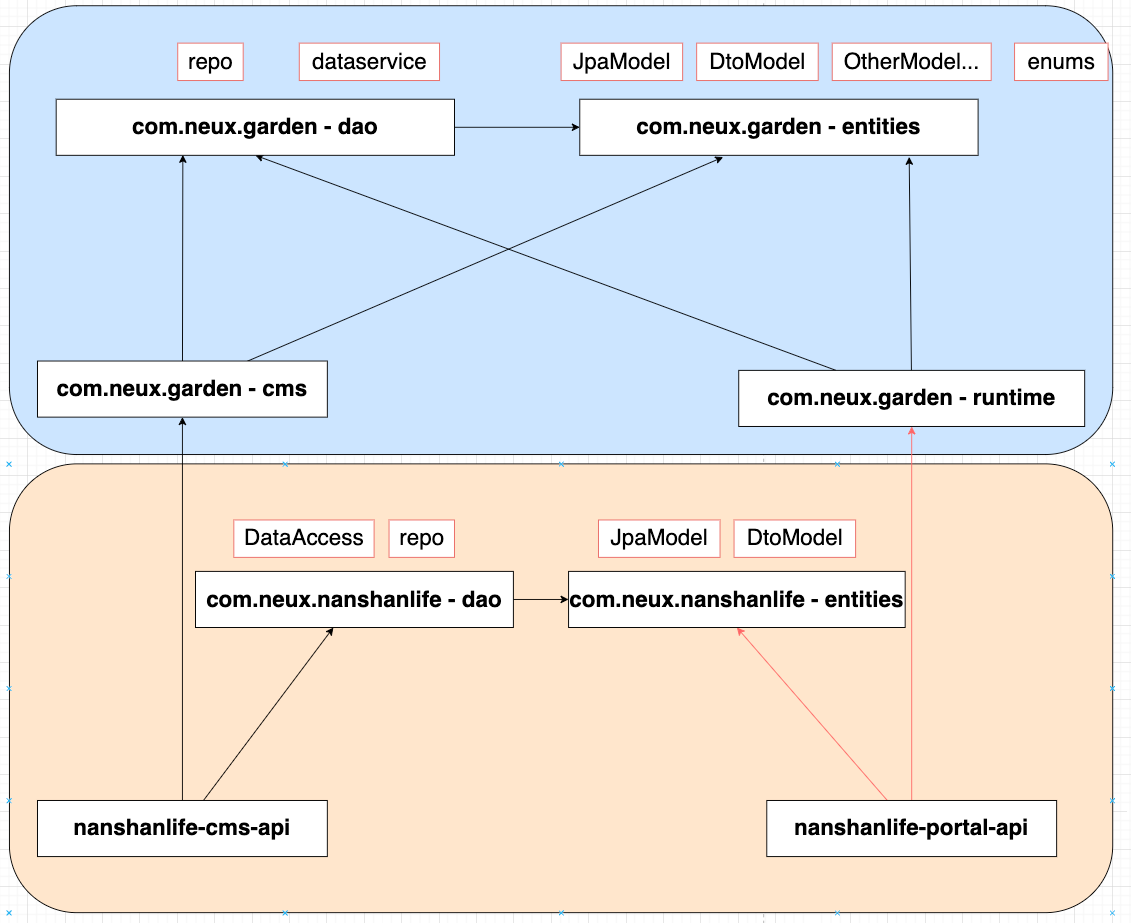 repo
dataservice
JpaModel
DtoModel
OtherModel...
enums
com.neux.garden - dao
com.neux.garden - entities
com.neux.garden - cms
com.neux.garden - runtime
DataAccess
repo
JpaModel
DtoModel
com.neux.nanshanlife - dao
com.neux.nanshanlife - entities
nanshanlife-cms-api
nanshanlife-portal-api